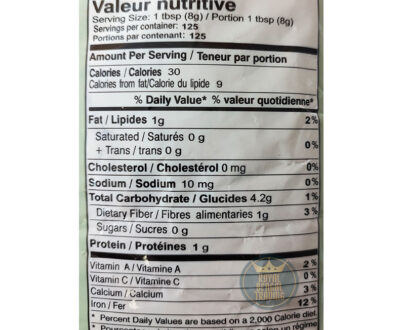 Valeur nutritive
Serving Size: 1 tbsp (8g) / Portion 1 tbsp (8g)
Servings per container: 125
Portions par contenant: 125
Amount Per Serving / Teneur par portion
Calories / Calories 30
Calories from fat/Calorie du lipide 9
% Daily Value* % valeur quotidienne*
Fat / Lipides 1g 2%
Saturated / Saturés 0 g
+ Trans / trans 0 g 0%
Cholesterol / Cholestérol 0 mg 0%
Sodium / Sodium 10 mg 0%
Total Carbohydrate / Glucides 4.2g 1%
Dietary Fiber / Fibres alimentaries 1g 3%
Sugars / Sucres 0 g
Protein / Protéines 1 g
Vitamin A / Vitamine A 2%
Vitamin C / Vitamine C 0%
Calcium / Calcium 3%
Iron / Fer 12%
* Percent Daily Values are based on a 2,000 Calorie diet.
ROYAL